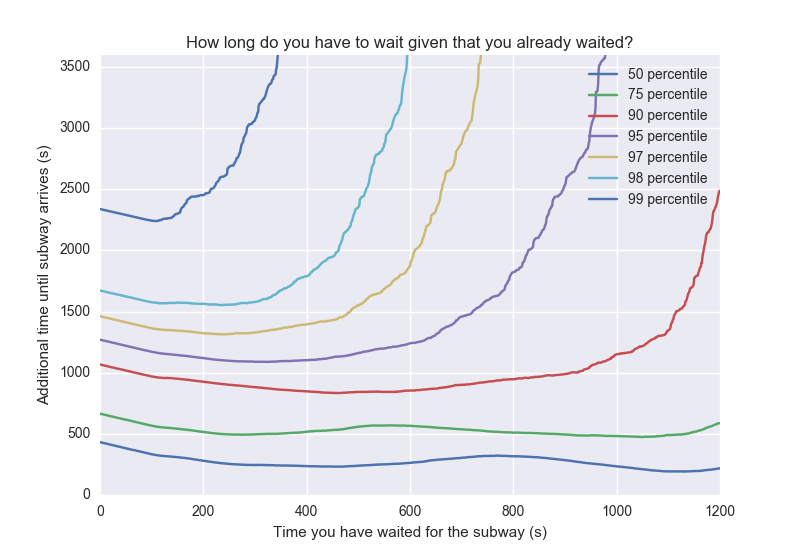 How long do you have to wait given that you already waited?
3500
3000
2500
2000
1500
1000
500
0
Additional time until subway arrives (s)
50 percentile
75 percentile
90 percentile
95 percentile
97 percentile
98 percentile
99 percentile
0 200 400 600 800 1000 1200
Time you have waited for the subway (s)